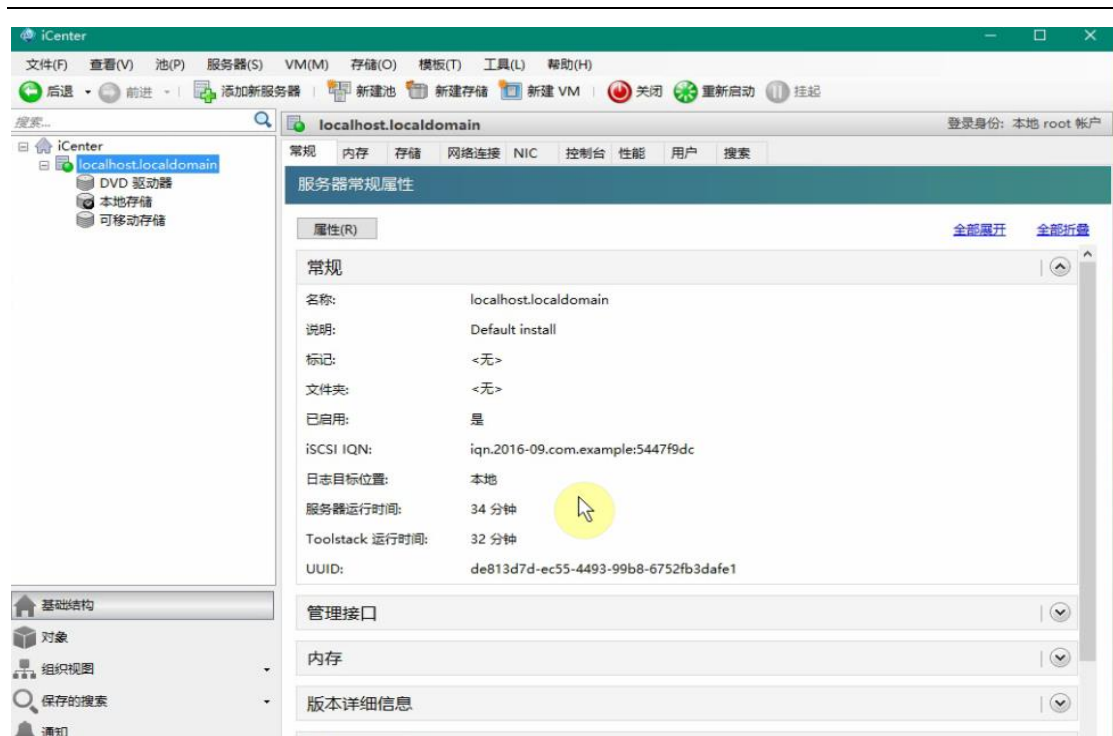 iCenter
文件(F) 查看(V) 池(P) 服务器(S) VM(M) 存储(O) 模板(T) 工具(L) 帮助(H)
后退 前进 添加新服务器 新建池 新建存储 新建 VM 关闭 重新启动 挂起
搜索...
localhost.localdomain 登录身份: 本地 root 帐户
iCenter
localhost.localdomain
DVD 驱动器
本地存储
可移动存储
常规 内存 存储 网络连接 NIC 控制台 性能 用户 搜索
服务器常规属性
属性(R) 全部展开 全部折叠
常规
名称: localhost.localdomain
说明: Default install
标记: <无>
文件夹: <无>
已启用: 是
iSCSI IQN: iqn.2016-09.com.example:5447f9dc
日志目标位置: 本地
服务器运行时间: 34 分钟
Toolstack 运行时间: 32 分钟
UUID: de813d7d-ec55-4493-99b8-6752fb3dafe1
管理接口
内存
版本详细信息
基础结构
对象
组织视图
保存的搜索
通知